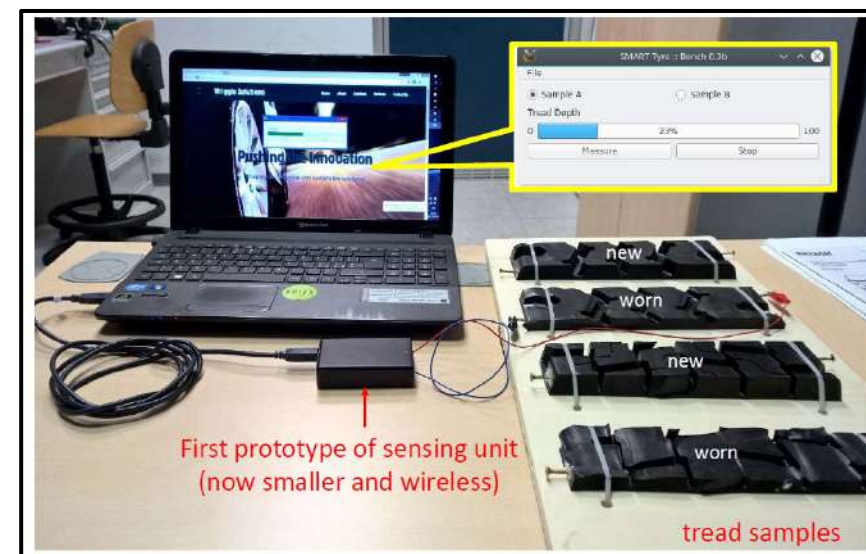 SMART Tyre :: Bench 0.3b
File
Sample A
Sample B
Tread Depth
0
23%
100
Measure
Stop
Pushing the Innovation
new
worn
new
worn
First prototype of sensing unit
(now smaller and wireless)
tread samples